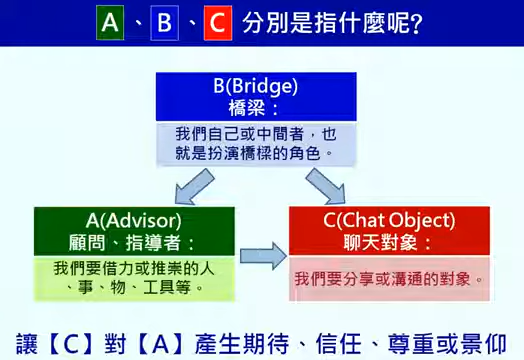 A、B、C 分別是指什麼呢?
B(Bridge)
橋梁：
我們自己或中間者，也
就是扮演橋樑的角色。
A(Advisor)
顧問、指導者：
我們要借力或推崇的人
、事、物、工具等。
C(Chat Object)
聊天對象：
我們要分享或溝通的對象。
讓【C】對【A】產生期待、信任、尊重或景仰